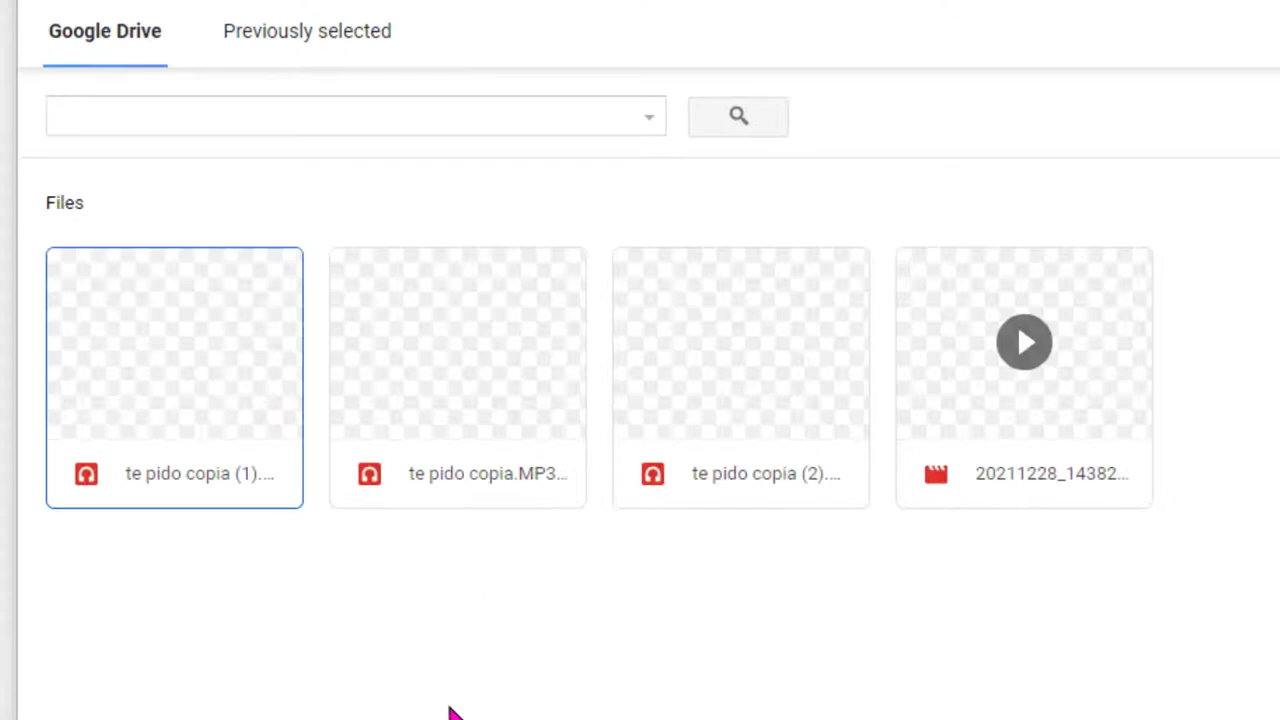 Google Drive
Previously selected
Files
te pido copia (1)....
te pido copia.MP3...
te pido copia (2)....
20211228_14382...